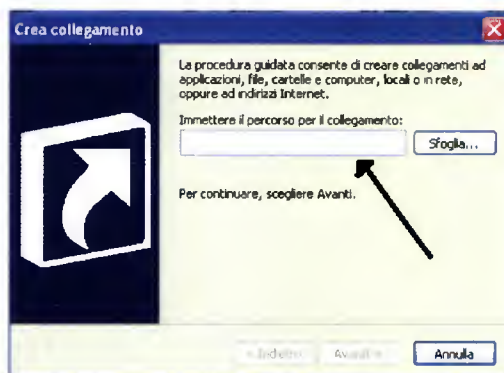 Crea collegamento
La procedura guidata consente di creare collegamenti ad
applicazioni, file, cartelle e computer, locali o in rete,
oppure ad indirizzi Internet.
Immettere il percorso per il collegamento:
Sfoglia...
Per continuare, scegliere Avanti.
< Indietro Avanti > Annulla